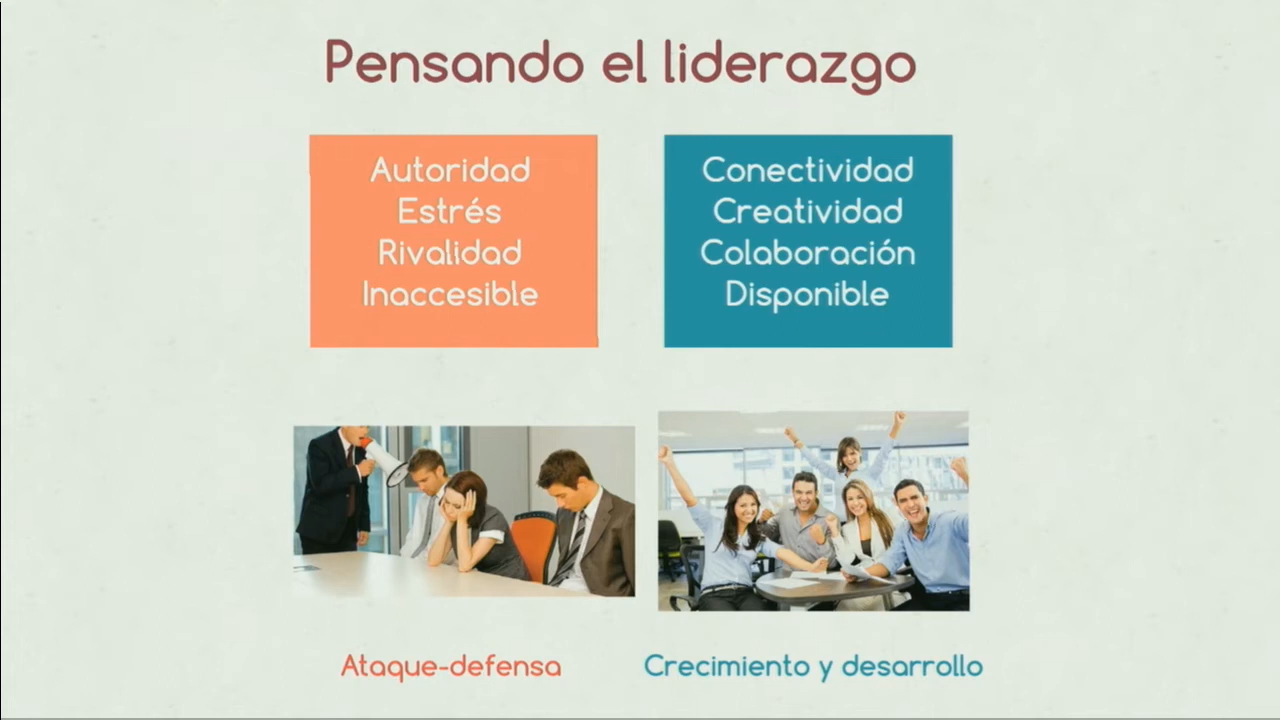 Pensando el liderazgo
Autoridad
Estrés
Rivalidad
Inaccesible
Conectividad
Creatividad
Colaboración
Disponible
Ataque-defensa
Crecimiento y desarrollo